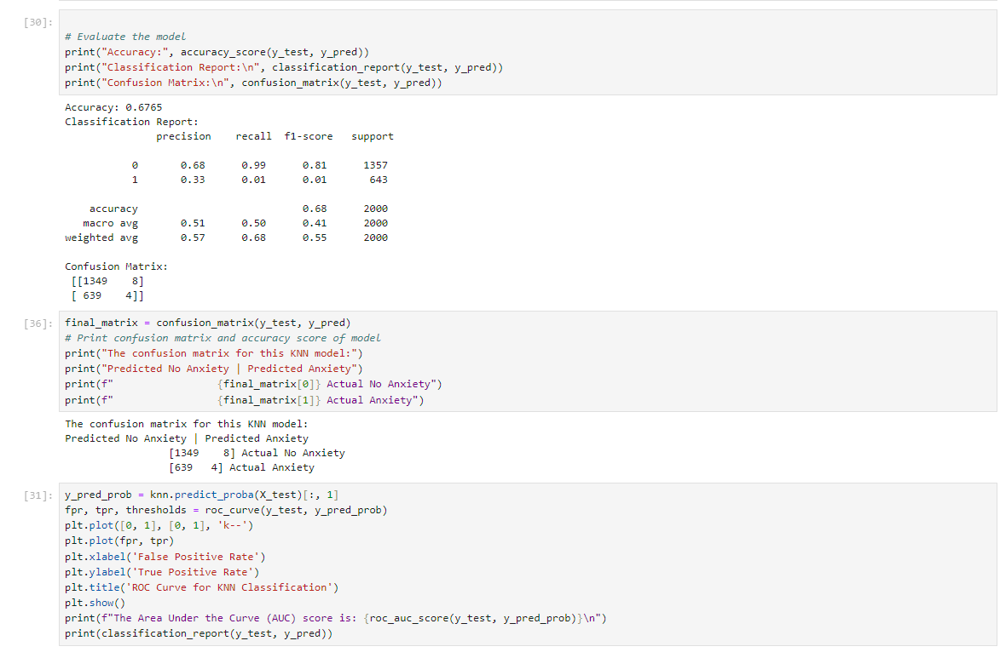 [30]:
# Evaluate the model
print("Accuracy:", accuracy_score(y_test, y_pred))
print("Classification Report:\n", classification_report(y_test, y_pred))
print("Confusion Matrix:\n", confusion_matrix(y_test, y_pred))
Accuracy: 0.6765
Classification Report:
               precision    recall  f1-score   support

           0       0.68      0.99      0.81      1357
           1       0.33      0.01      0.01       643

    accuracy                           0.68      2000
   macro avg       0.51      0.50      0.41      2000
weighted avg       0.57      0.68      0.55      2000

Confusion Matrix:
 [[1349    8]
 [ 639    4]]
[36]: final_matrix = confusion_matrix(y_test, y_pred)
# Print confusion matrix and accuracy score of model
print("The confusion matrix for this KNN model:")
print("Predicted No Anxiety | Predicted Anxiety")
print(f"                 {final_matrix[0]} Actual No Anxiety")
print(f"                 {final_matrix[1]} Actual Anxiety")
The confusion matrix for this KNN model:
Predicted No Anxiety | Predicted Anxiety
                 [1349    8] Actual No Anxiety
                 [639   4] Actual Anxiety
[31]: y_pred_prob = knn.predict_proba(X_test)[:, 1]
fpr, tpr, thresholds = roc_curve(y_test, y_pred_prob)
plt.plot([0, 1], [0, 1], 'k--')
plt.plot(fpr, tpr)
plt.xlabel('False Positive Rate')
plt.ylabel('True Positive Rate')
plt.title('ROC Curve for KNN Classification')
plt.show()
print(f"The Area Under the Curve (AUC) score is: {roc_auc_score(y_test, y_pred_prob)}\n")
print(classification_report(y_test, y_pred))